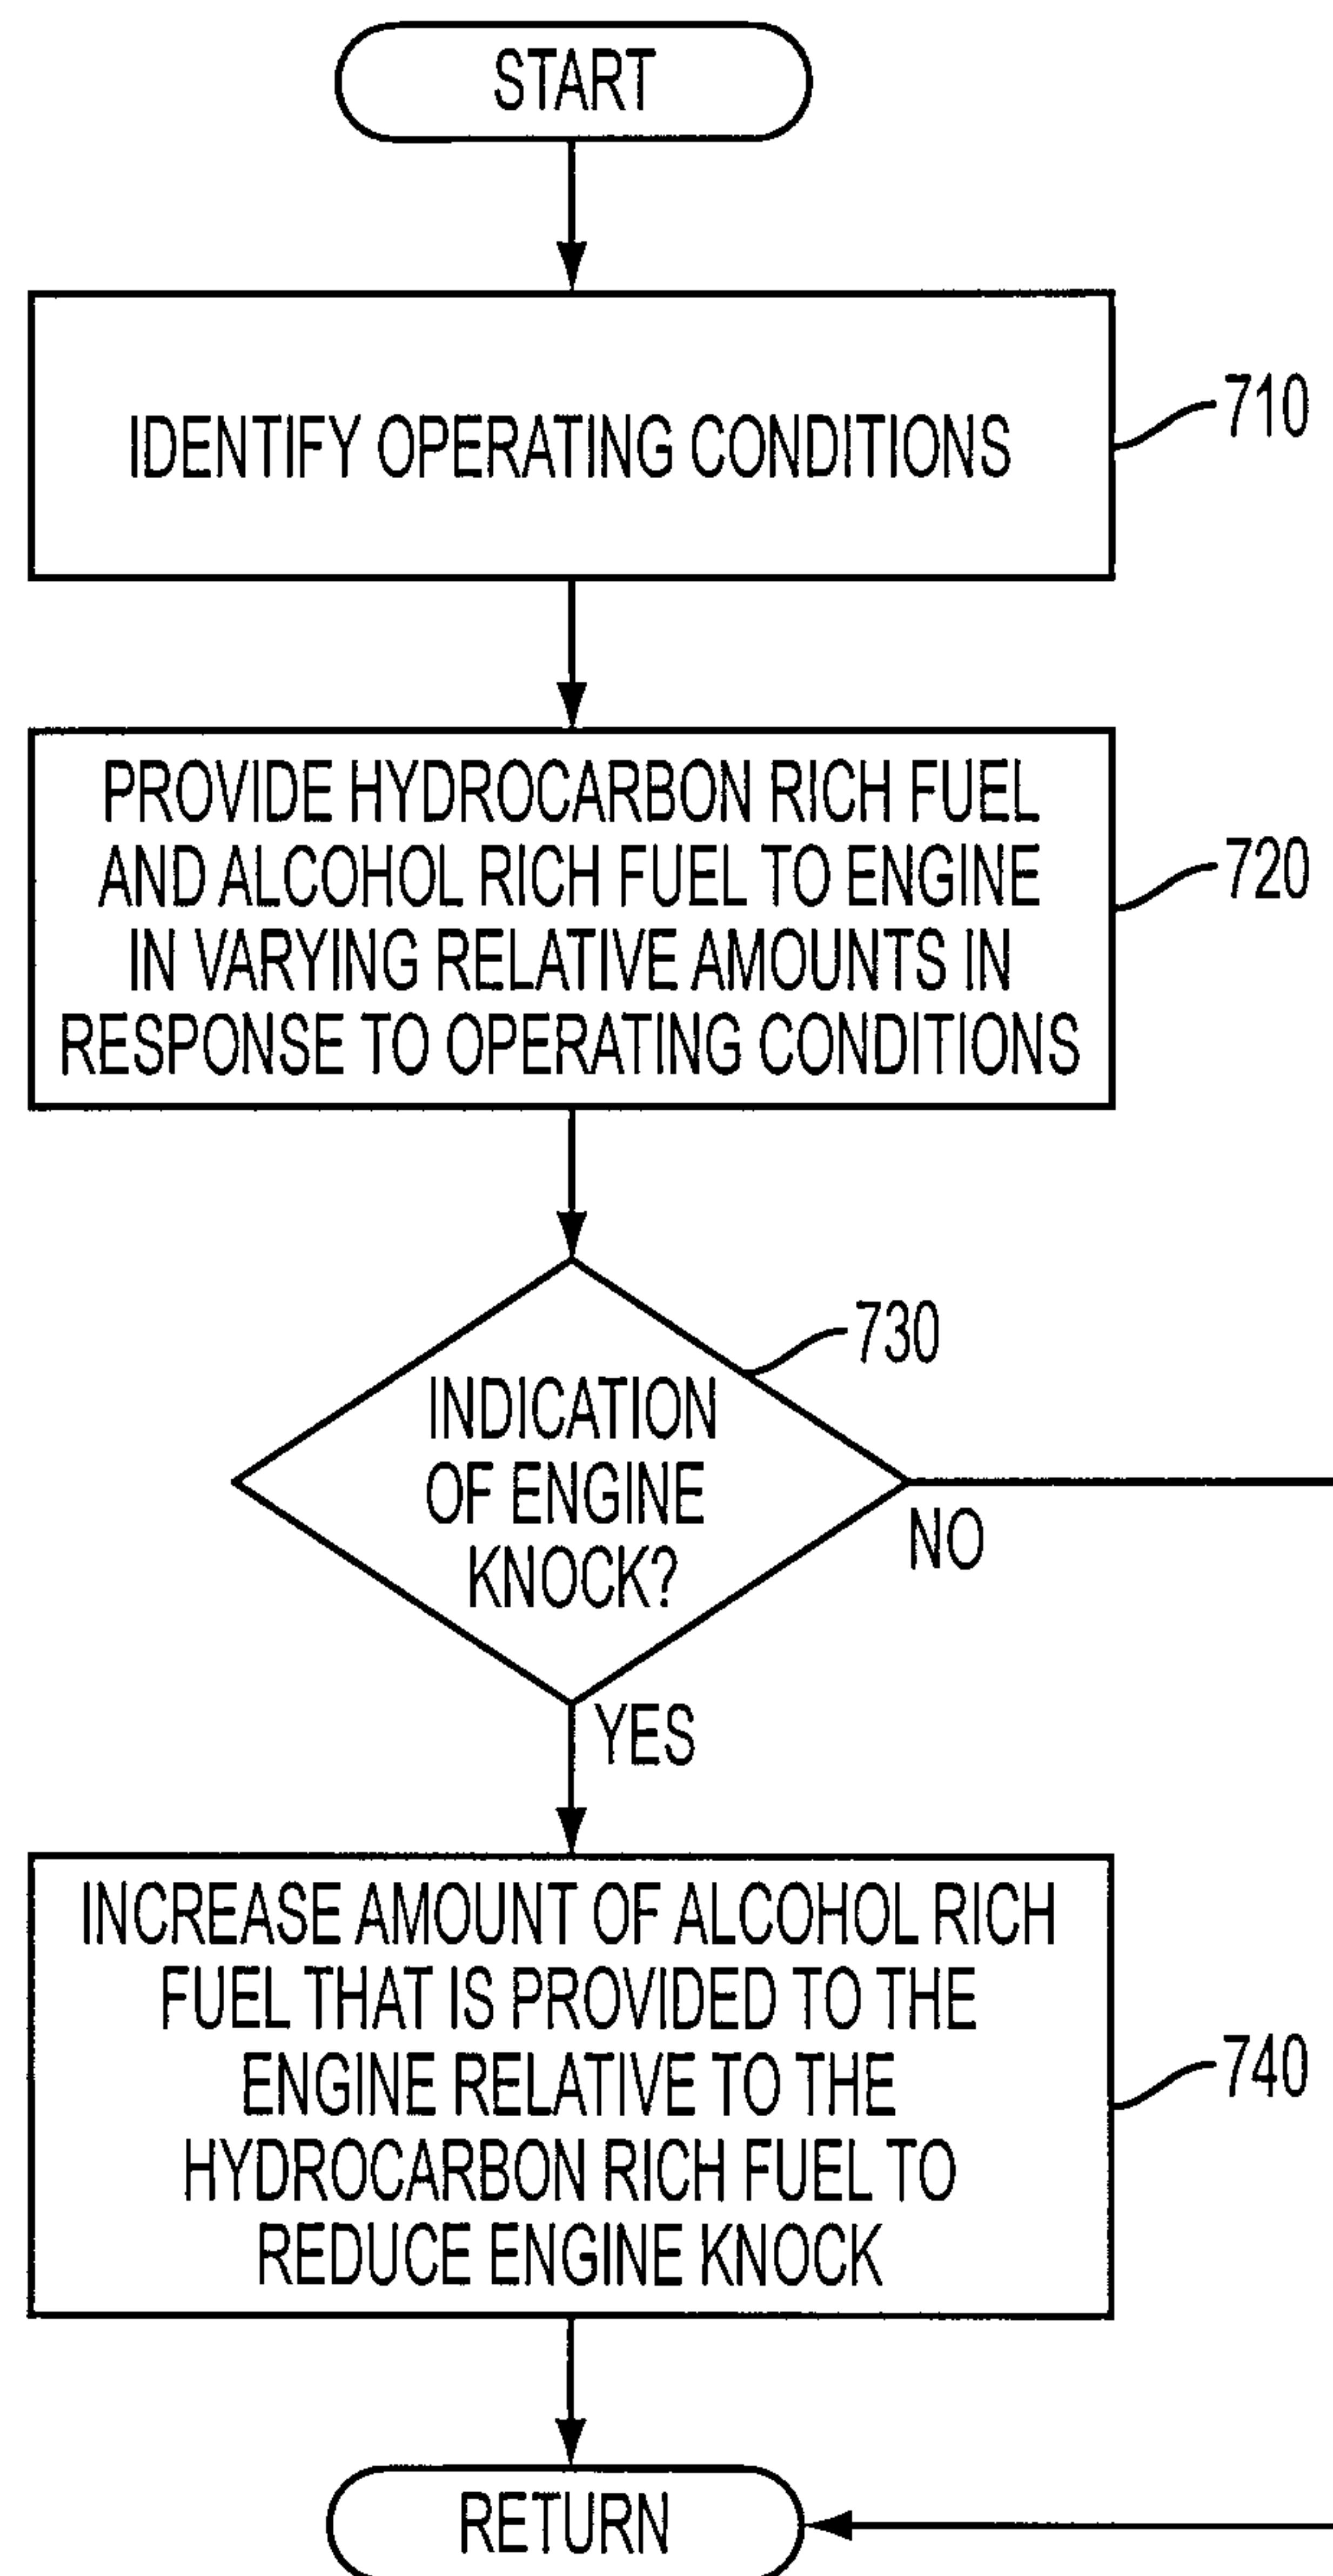 START
IDENTIFY OPERATING CONDITIONS
710
PROVIDE HYDROCARBON RICH FUEL
AND ALCOHOL RICH FUEL TO ENGINE
IN VARYING RELATIVE AMOUNTS IN
RESPONSE TO OPERATING CONDITIONS
720
730
INDICATION
OF ENGINE
KNOCK?
NO
YES
INCREASE AMOUNT OF ALCOHOL RICH
FUEL THAT IS PROVIDED TO THE
ENGINE RELATIVE TO THE
HYDROCARBON RICH FUEL TO
REDUCE ENGINE KNOCK
740
RETURN